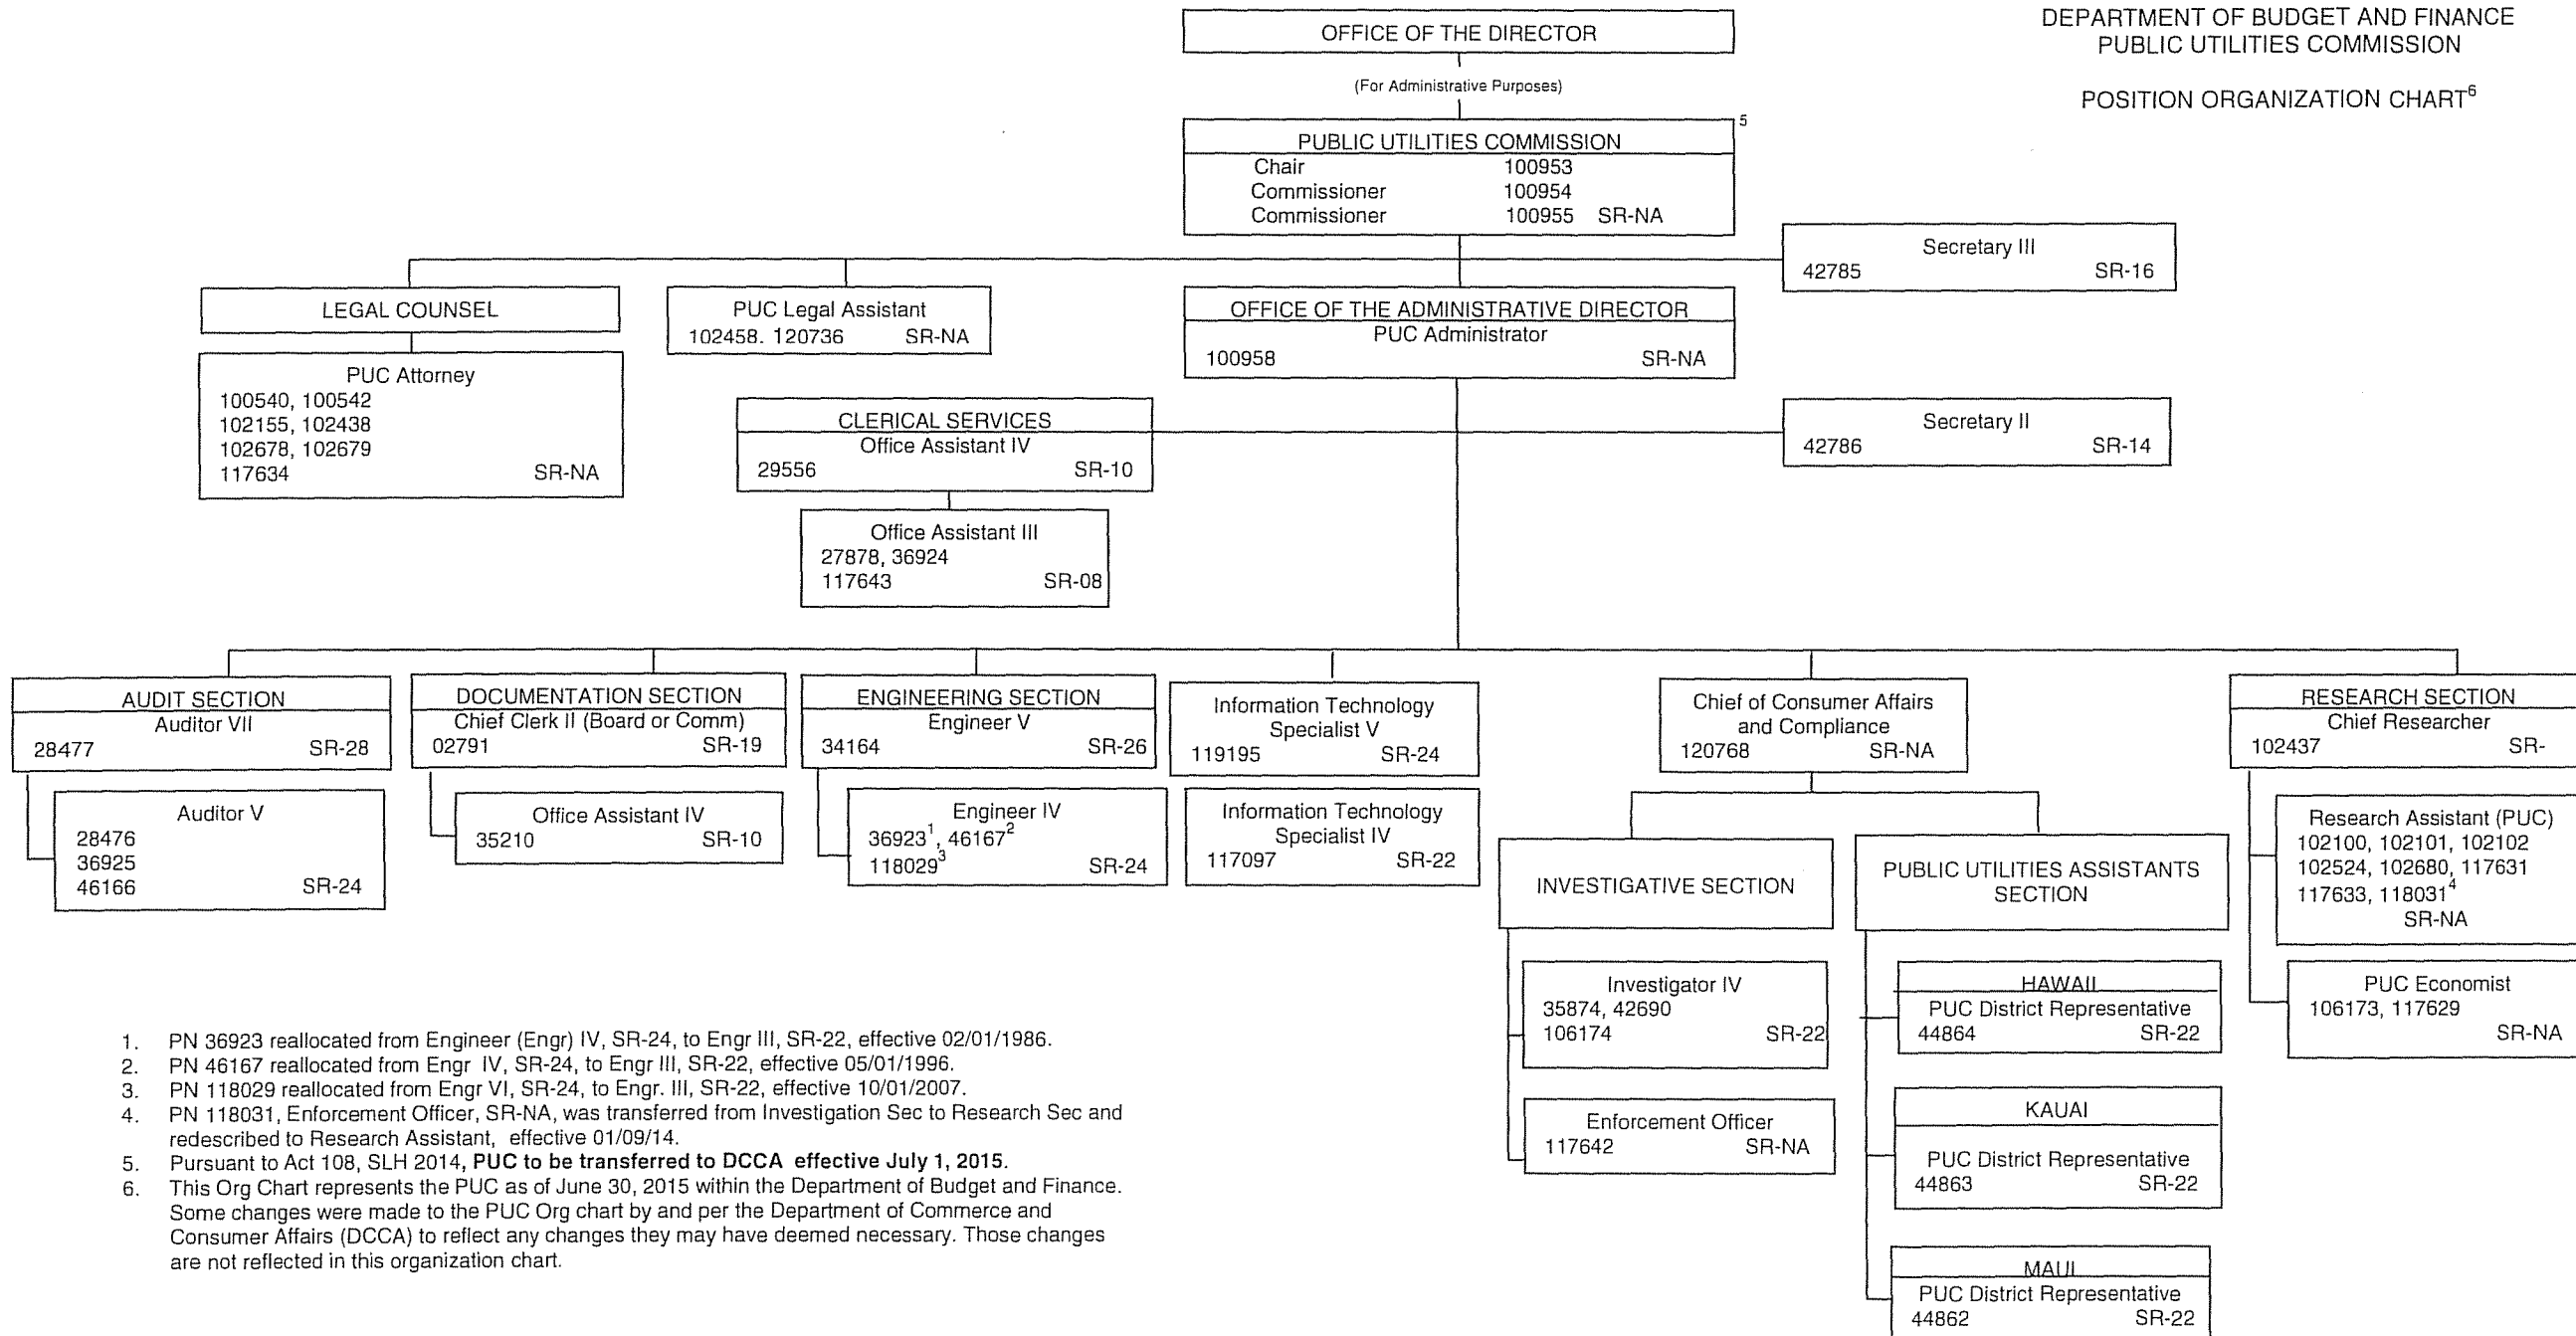 DEPARTMENT OF BUDGET AND FINANCE
PUBLIC UTILITIES COMMISSION
POSITION ORGANIZATION CHART6
OFFICE OF THE DIRECTOR
(For Administrative Purposes)
5
PUBLIC UTILITIES COMMISSION
Chair 100953
Commissioner 100954
Commissioner 100955 SR-NA
Secretary III
42785 SR-16
LEGAL COUNSEL
PUC Legal Assistant
102458. 120736 SR-NA
OFFICE OF THE ADMINISTRATIVE DIRECTOR
PUC Administrator
100958 SR-NA
PUC Attorney
100540, 100542
102155, 102438
102678, 102679
117634 SR-NA
CLERICAL SERVICES
Office Assistant IV
29556 SR-10
Secretary II
42786 SR-14
Office Assistant III
27878, 36924
117643 SR-08
AUDIT SECTION
Auditor VII
28477 SR-28
Auditor V
28476
36925
46166 SR-24
DOCUMENTATION SECTION
Chief Clerk II (Board or Comm)
02791 SR-19
Office Assistant IV
35210 SR-10
ENGINEERING SECTION
Engineer V
34164 SR-26
Engineer IV
369231, 461672
1180293 SR-24
Information Technology
Specialist V
119195 SR-24
Information Technology
Specialist IV
117097 SR-22
Chief of Consumer Affairs
and Compliance
120768 SR-NA
INVESTIGATIVE SECTION
Investigator IV
35874, 42690
106174 SR-22
Enforcement Officer
117642 SR-NA
PUBLIC UTILITIES ASSISTANTS
SECTION
HAWAII
PUC District Representative
44864 SR-22
KAUAI
PUC District Representative
44863 SR-22
MAUI
PUC District Representative
44862 SR-22
RESEARCH SECTION
Chief Researcher
102437 SR-
Research Assistant (PUC)
102100, 102101, 102102
102524, 102680, 117631
117633, 1180314
SR-NA
PUC Economist
106173, 117629
SR-NA
1. PN 36923 reallocated from Engineer (Engr) IV, SR-24, to Engr III, SR-22, effective 02/01/1986.
2. PN 46167 reallocated from Engr IV, SR-24, to Engr III, SR-22, effective 05/01/1996.
3. PN 118029 reallocated from Engr VI, SR-24, to Engr. III, SR-22, effective 10/01/2007.
4. PN 118031, Enforcement Officer, SR-NA, was transferred from Investigation Sec to Research Sec and
redescribed to Research Assistant, effective 01/09/14.
5. Pursuant to Act 108, SLH 2014, PUC to be transferred to DCCA effective July 1, 2015.
6. This Org Chart represents the PUC as of June 30, 2015 within the Department of Budget and Finance.
Some changes were made to the PUC Org chart by and per the Department of Commerce and
Consumer Affairs (DCCA) to reflect any changes they may have deemed necessary. Those changes
are not reflected in this organization chart.